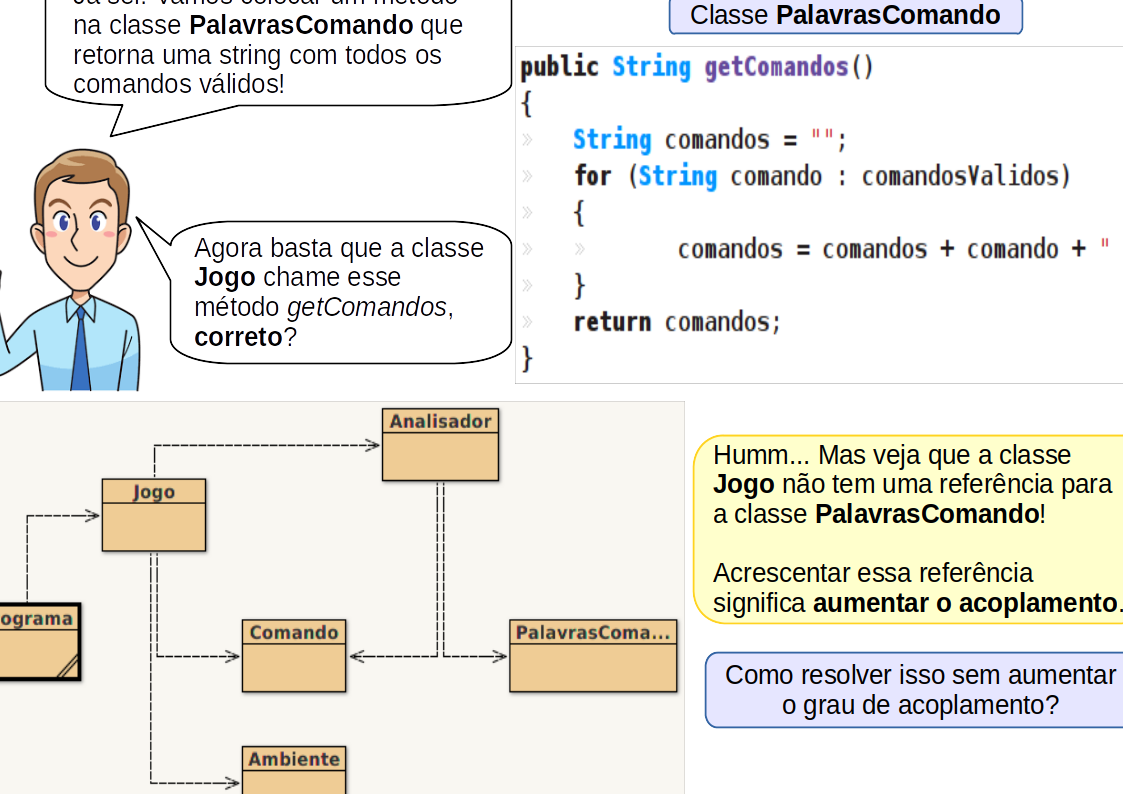 na classe PalavrasComando que
retorna uma string com todos os
comandos válidos!
Agora basta que a classe
Jogo chame esse
método getComandos,
correto?
Classe PalavrasComando
public String getComandos()
{
String comandos = "";
for (String comando : comandosValidos)
{
comandos = comandos + comando + "
}
return comandos;
}
Analisador
Jogo
ograma
Comando
PalavrasComa...
Ambiente
Humm... Mas veja que a classe
Jogo não tem uma referência para
a classe PalavrasComando!
Acrescentar essa referência
significa aumentar o acoplamento.
Como resolver isso sem aumentar
o grau de acoplamento?